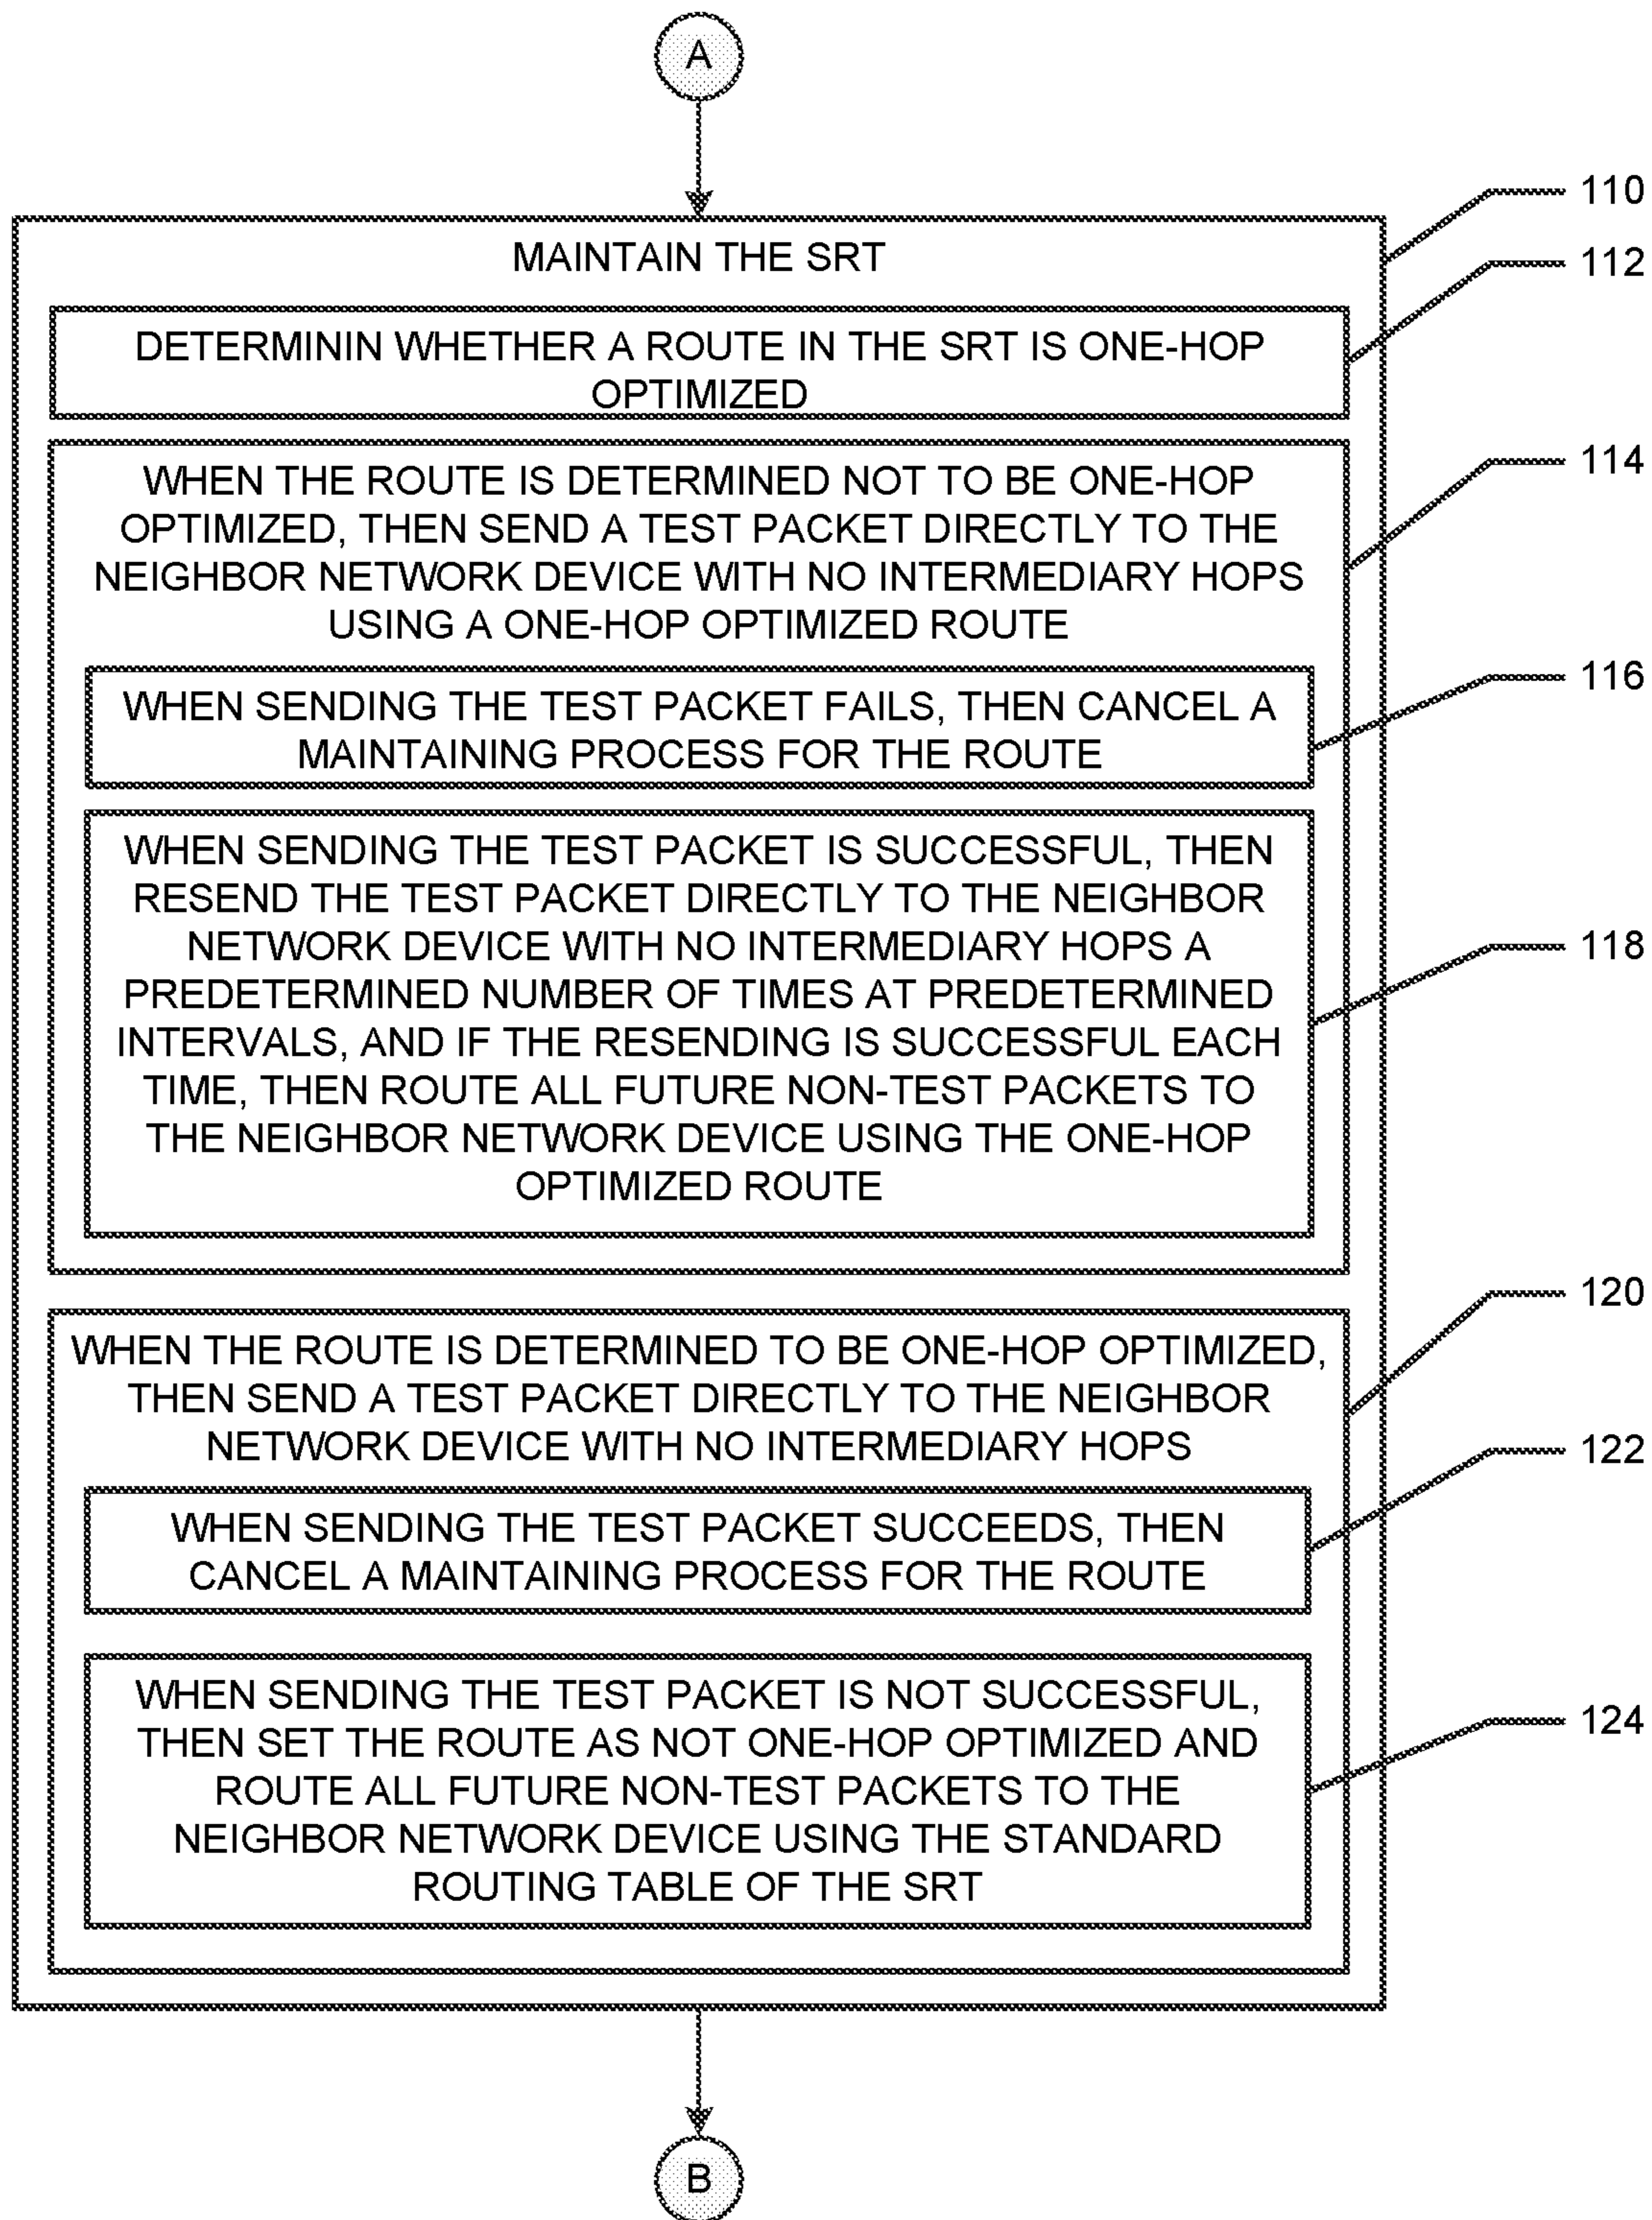 A
110
MAINTAIN THE SRT
112
DETERMININ WHETHER A ROUTE IN THE SRT IS ONE-HOP
OPTIMIZED
114
WHEN THE ROUTE IS DETERMINED NOT TO BE ONE-HOP
OPTIMIZED, THEN SEND A TEST PACKET DIRECTLY TO THE
NEIGHBOR NETWORK DEVICE WITH NO INTERMEDIARY HOPS
USING A ONE-HOP OPTIMIZED ROUTE
116
WHEN SENDING THE TEST PACKET FAILS, THEN CANCEL A
MAINTAINING PROCESS FOR THE ROUTE
WHEN SENDING THE TEST PACKET IS SUCCESSFUL, THEN
RESEND THE TEST PACKET DIRECTLY TO THE NEIGHBOR
NETWORK DEVICE WITH NO INTERMEDIARY HOPS A
118
PREDETERMINED NUMBER OF TIMES AT PREDETERMINED
INTERVALS, AND IF THE RESENDING IS SUCCESSFUL EACH
TIME, THEN ROUTE ALL FUTURE NON-TEST PACKETS TO
THE NEIGHBOR NETWORK DEVICE USING THE ONE-HOP
OPTIMIZED ROUTE
120
WHEN THE ROUTE IS DETERMINED TO BE ONE-HOP OPTIMIZED,
THEN SEND A TEST PACKET DIRECTLY TO THE NEIGHBOR
NETWORK DEVICE WITH NO INTERMEDIARY HOPS
122
WHEN SENDING THE TEST PACKET SUCCEEDS, THEN
CANCEL A MAINTAINING PROCESS FOR THE ROUTE
WHEN SENDING THE TEST PACKET IS NOT SUCCESSFUL,
124
THEN SET THE ROUTE AS NOT ONE-HOP OPTIMIZED AND
ROUTE ALL FUTURE NON-TEST PACKETS TO THE
NEIGHBOR NETWORK DEVICE USING THE STANDARD
ROUTING TABLE OF THE SRT
B